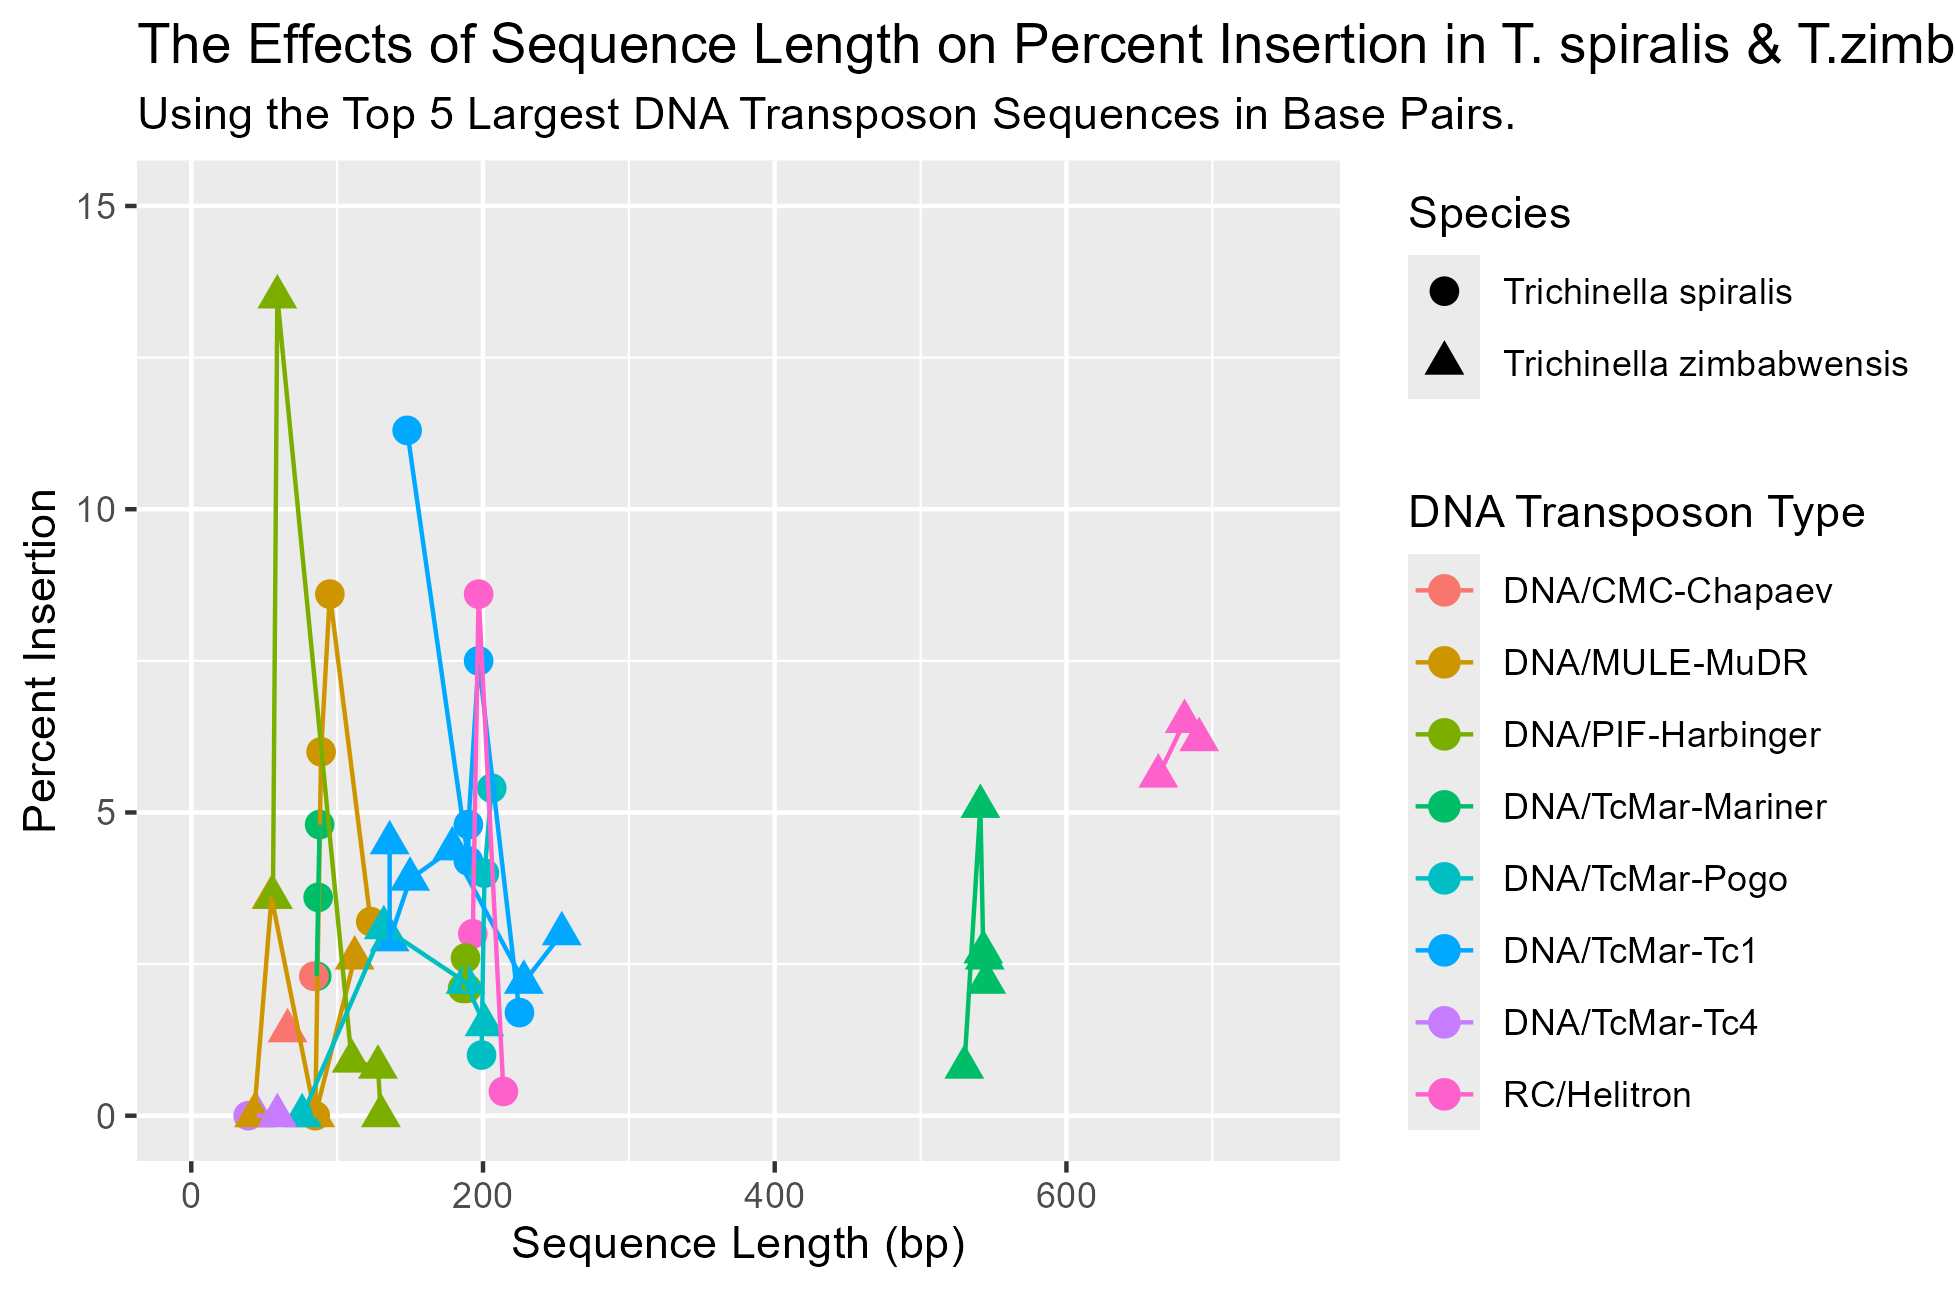 The Effects of Sequence Length on Percent Insertion in T. spiralis & T.zimb
Using the Top 5 Largest DNA Transposon Sequences in Base Pairs.
15
10
5
0
Percent Insertion
0 200 400 600
Sequence Length (bp)
Species
Trichinella spiralis
Trichinella zimbabwensis
DNA Transposon Type
DNA/CMC-Chapaev
DNA/MULE-MuDR
DNA/PIF-Harbinger
DNA/TcMar-Mariner
DNA/TcMar-Pogo
DNA/TcMar-Tc1
DNA/TcMar-Tc4
RC/Helitron